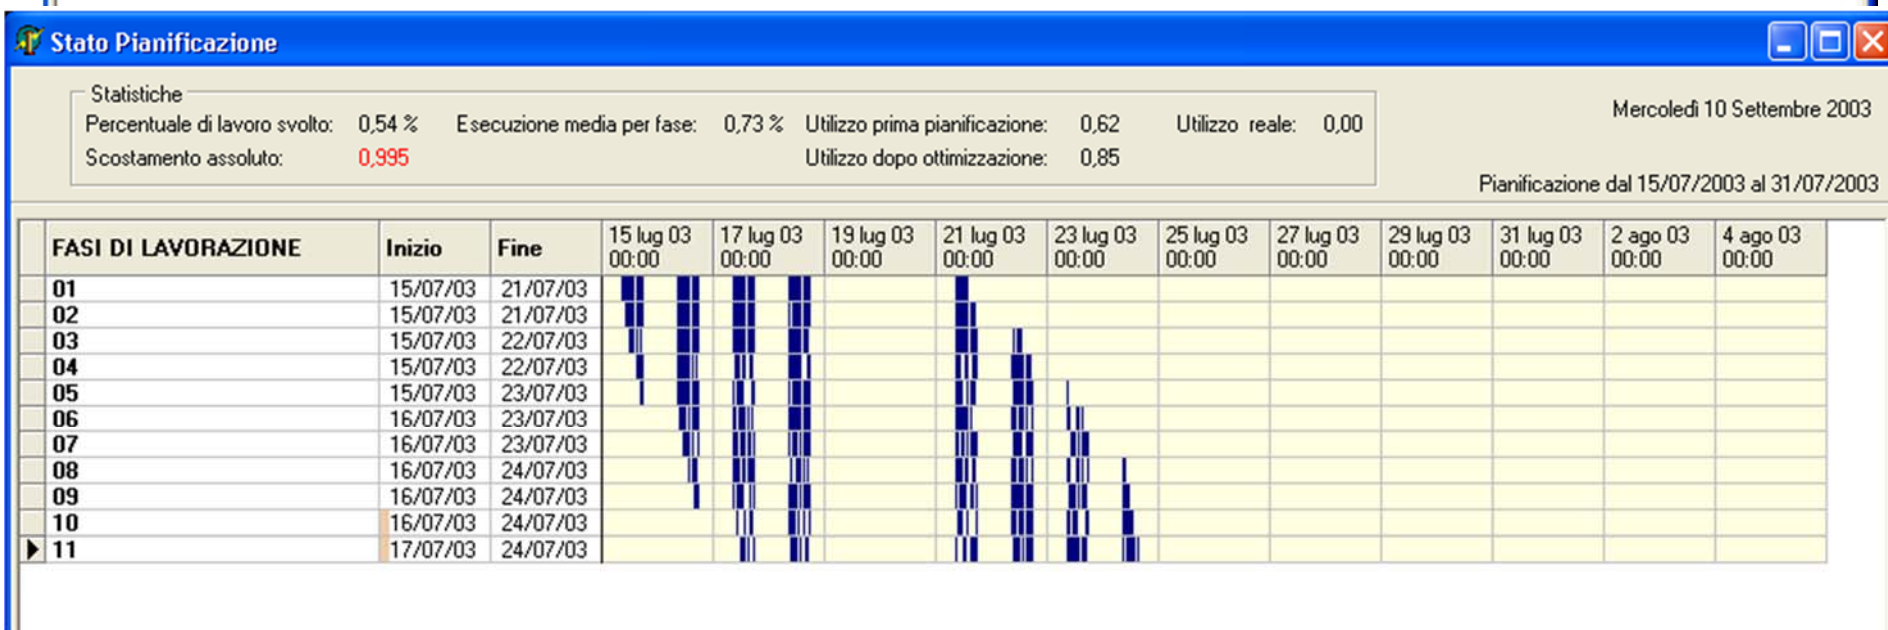 Stato Pianificazione
Statistiche
Percentuale di lavoro svolto: 0,54 % Esecuzione media per fase: 0,73 % Utilizzo prima pianificazione: 0,62 Utilizzo reale: 0,00
Mercoledì 10 Settembre 2003
Scostamento assoluto: 0,995 Utilizzo dopo ottimizzazione: 0,85
Pianificazione dal 15/07/2003 al 31/07/2003
FASI DI LAVORAZIONE Inizio Fine 15 lug 03 00:00 17 lug 03 00:00 19 lug 03 00:00 21 lug 03 00:00 23 lug 03 00:00 25 lug 03 00:00 27 lug 03 00:00 29 lug 03 00:00 31 lug 03 00:00 2 ago 03 00:00 4 ago 03 00:00
01 15/07/03 21/07/03
02 15/07/03 21/07/03
03 15/07/03 22/07/03
04 15/07/03 22/07/03
05 15/07/03 23/07/03
06 16/07/03 23/07/03
07 16/07/03 23/07/03
08 16/07/03 24/07/03
09 16/07/03 24/07/03
10 16/07/03 24/07/03
11 17/07/03 24/07/03